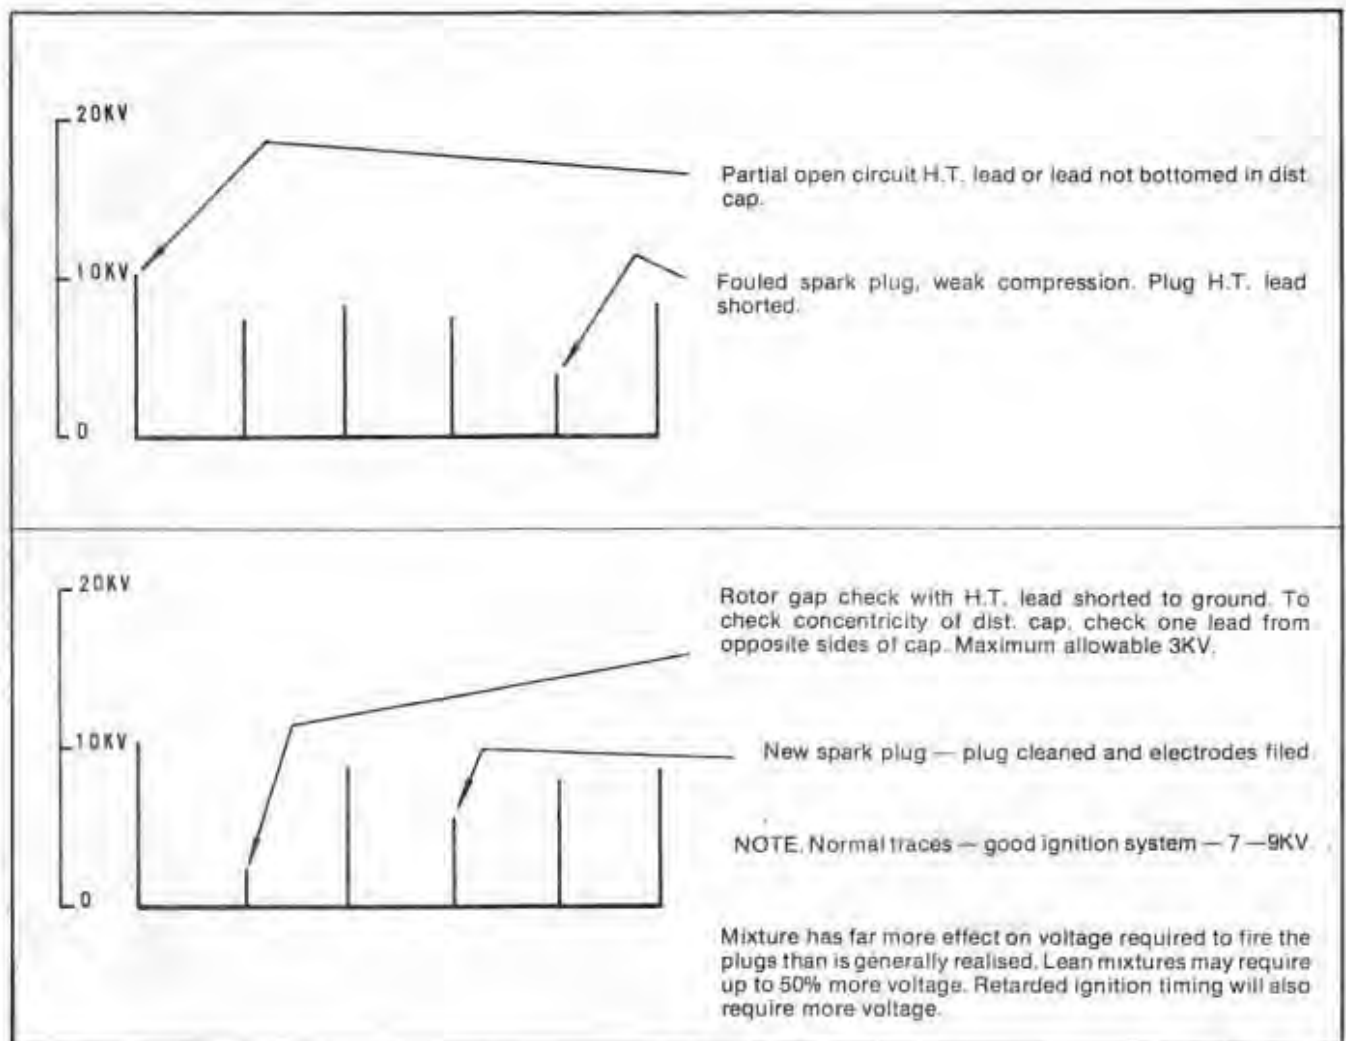 20KV
Partial open circuit H.T. lead or lead not bottomed in dist.
cap.
10KV
Fouled spark plug, weak compression. Plug H.T. lead
shorted.
0
20KV
Rotor gap check with H.T. lead shorted to ground. To
check concentricity of dist. cap, check one lead from
opposite sides of cap. Maximum allowable 3KV.
10KV
New spark plug — plug cleaned and electrodes filed
NOTE. Normal traces — good ignition system — 7 —9KV.
0
Mixture has far more effect on voltage required to fire the
plugs than is generally realised. Lean mixtures may require
up to 50% more voltage. Retarded ignition timing will also
require more voltage.